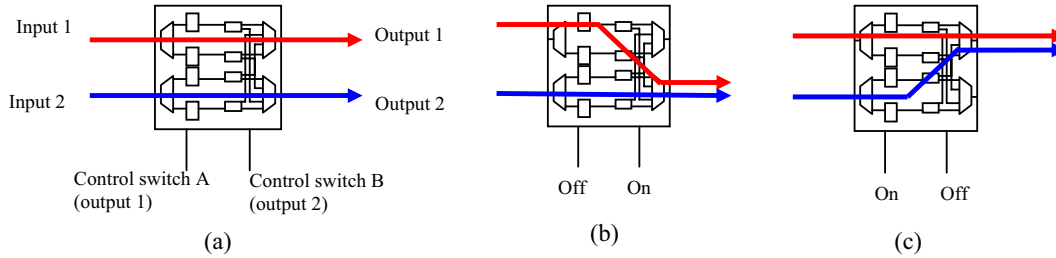 Input 1
Output 1
Input 2
Output 2
Control switch A
(output 1)
Control switch B
(output 2)
Off
On
On
Off
(a)
(b)
(c)